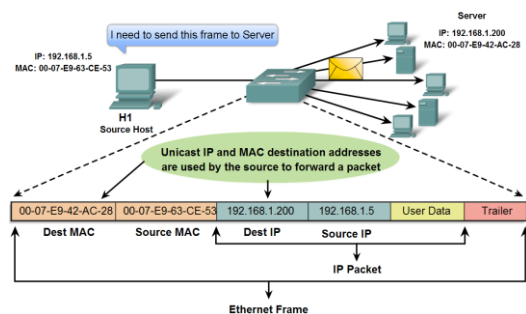 I need to send this frame to Server
Server
IP: 192.168.1.200
MAC: 00-07-E9-42-AC-28
IP: 192.168.1.5
MAC: 00-07-E9-63-CE-53
H1
Source Host
Unicast IP and MAC destination addresses
are used by the source to forward a packet
00-07-E9-42-AC-28 00-07-E9-63-CE-53 192.168.1.200 192.168.1.5 User Data Trailer
Dest MAC Source MAC Dest IP Source IP
IP Packet
Ethernet Frame